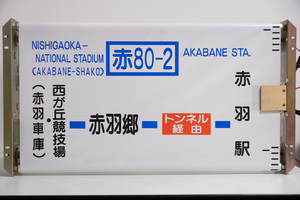 NISHIGAOKA-
NATIONAL STADIUM
(AKABANE-SHAKO)
赤80-2
AKABANE STA.
西が丘競技場
(赤羽車庫)
赤羽郷
トンネル
経由
赤羽駅